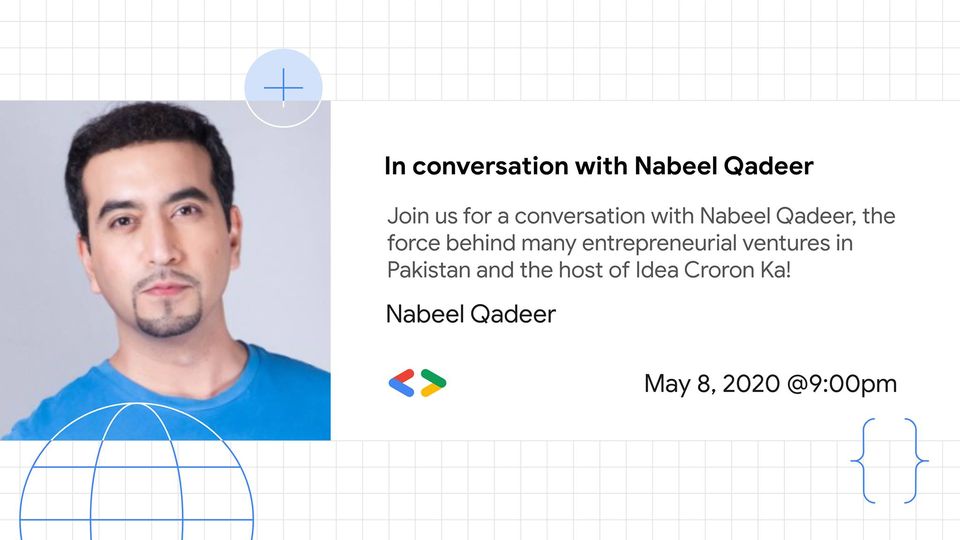 In conversation with Nabeel Qadeer
Join us for a conversation with Nabeel Qadeer, the
force behind many entrepreneurial ventures in
Pakistan and the host of Idea Croron Ka!
Nabeel Qadeer
May 8, 2020 @9:00pm